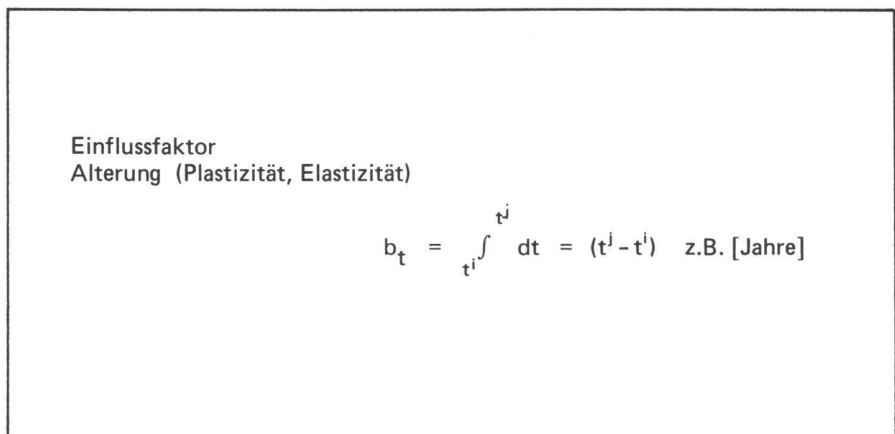 Einflussfaktor
Alterung (Plastizität, Elastizität)
b_t = ∫_{t^i}^{t^j} dt = (t^j – t^i) z.B. [Jahre]